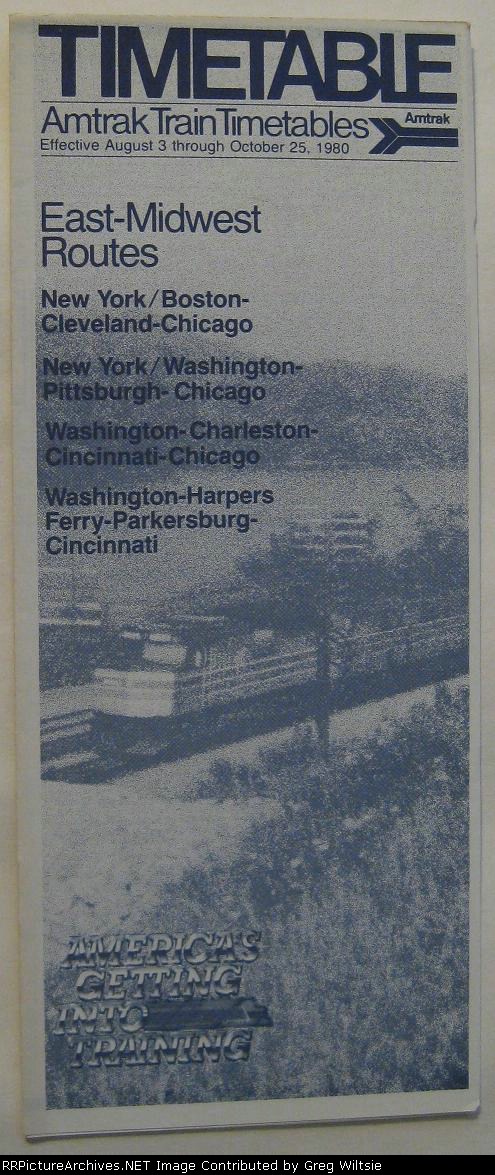 TIMETABLE
Amtrak Train Timetables
Amtrak
Effective August 3 through October 25, 1980
East-Midwest
Routes
New York/Boston-
Cleveland-Chicago
New York/Washington-
Pittsburgh-Chicago
Washington-Charleston-
Cincinnati-Chicago
Washington-Harpers
Ferry-Parkersburg-
Cincinnati
AMERICA'S
GETTING
INTO
TRAINING
RRPictureArchives.NET Image Contributed by Greg Wiltsie